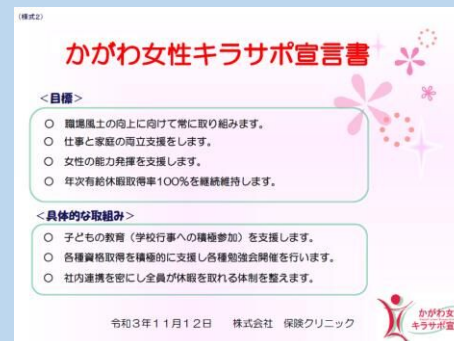 (様式2)
かがわ女性キラサポ宣言書
＜目標＞
○ 職場風土の向上に向けて常に取り組みます。
○ 仕事と家庭の両立支援をします。
○ 女性の能力発揮を支援します。
○ 年次有給休暇取得率100％を継続維持します。
＜具体的な取組み＞
○ 子どもの教育（学校行事への積極参加）を支援します。
○ 各種資格取得を積極的に支援し各種勉強会開催を行います。
○ 社内連携を密にし全員が休暇を取れる体制を整えます。
令和3年11月12日 株式会社 保険クリニック
かがわ女
キラサポ宣